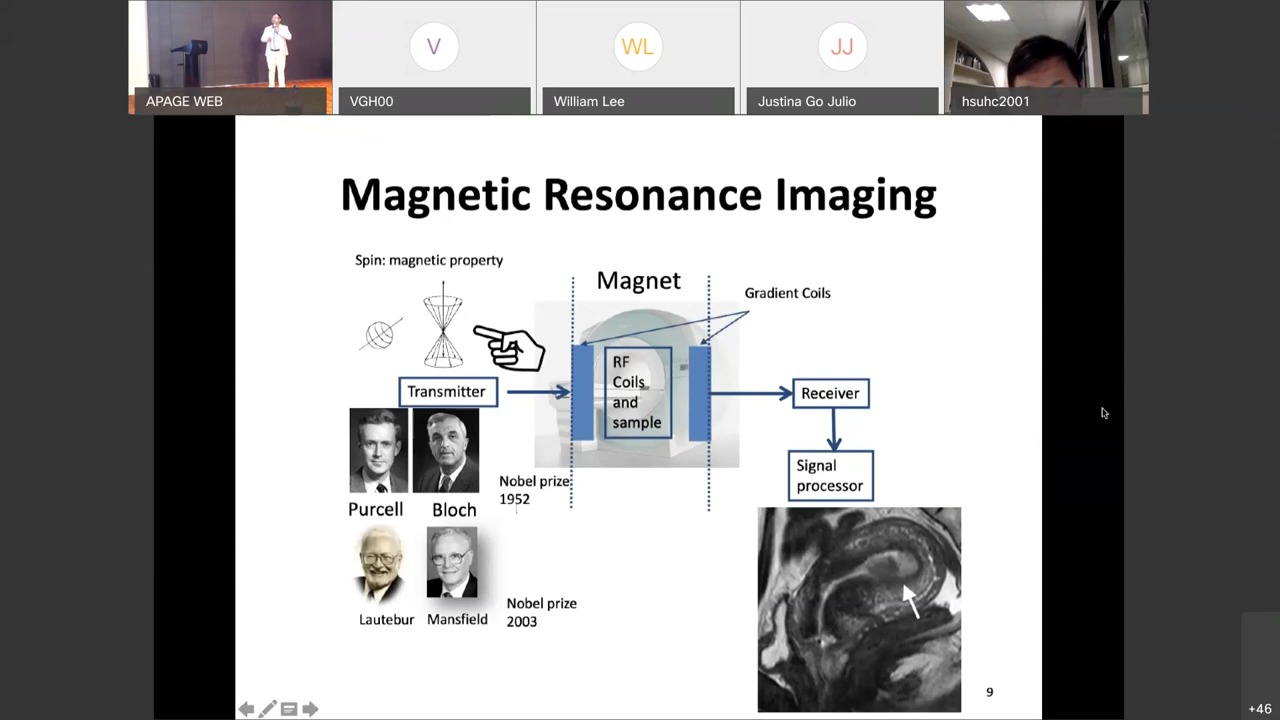 V
WL
JJ
APAGE WEB
VGH00
William Lee
Justina Go Julio
hsuhc2001
Magnetic Resonance Imaging
Spin: magnetic property
Magnet
Gradient Coils
RF
Coils
and
sample
Transmitter
Receiver
Signal
processor
Nobel prize
1952
Purcell
Bloch
Lautebur
Mansfield
Nobel prize
2003
9
+46